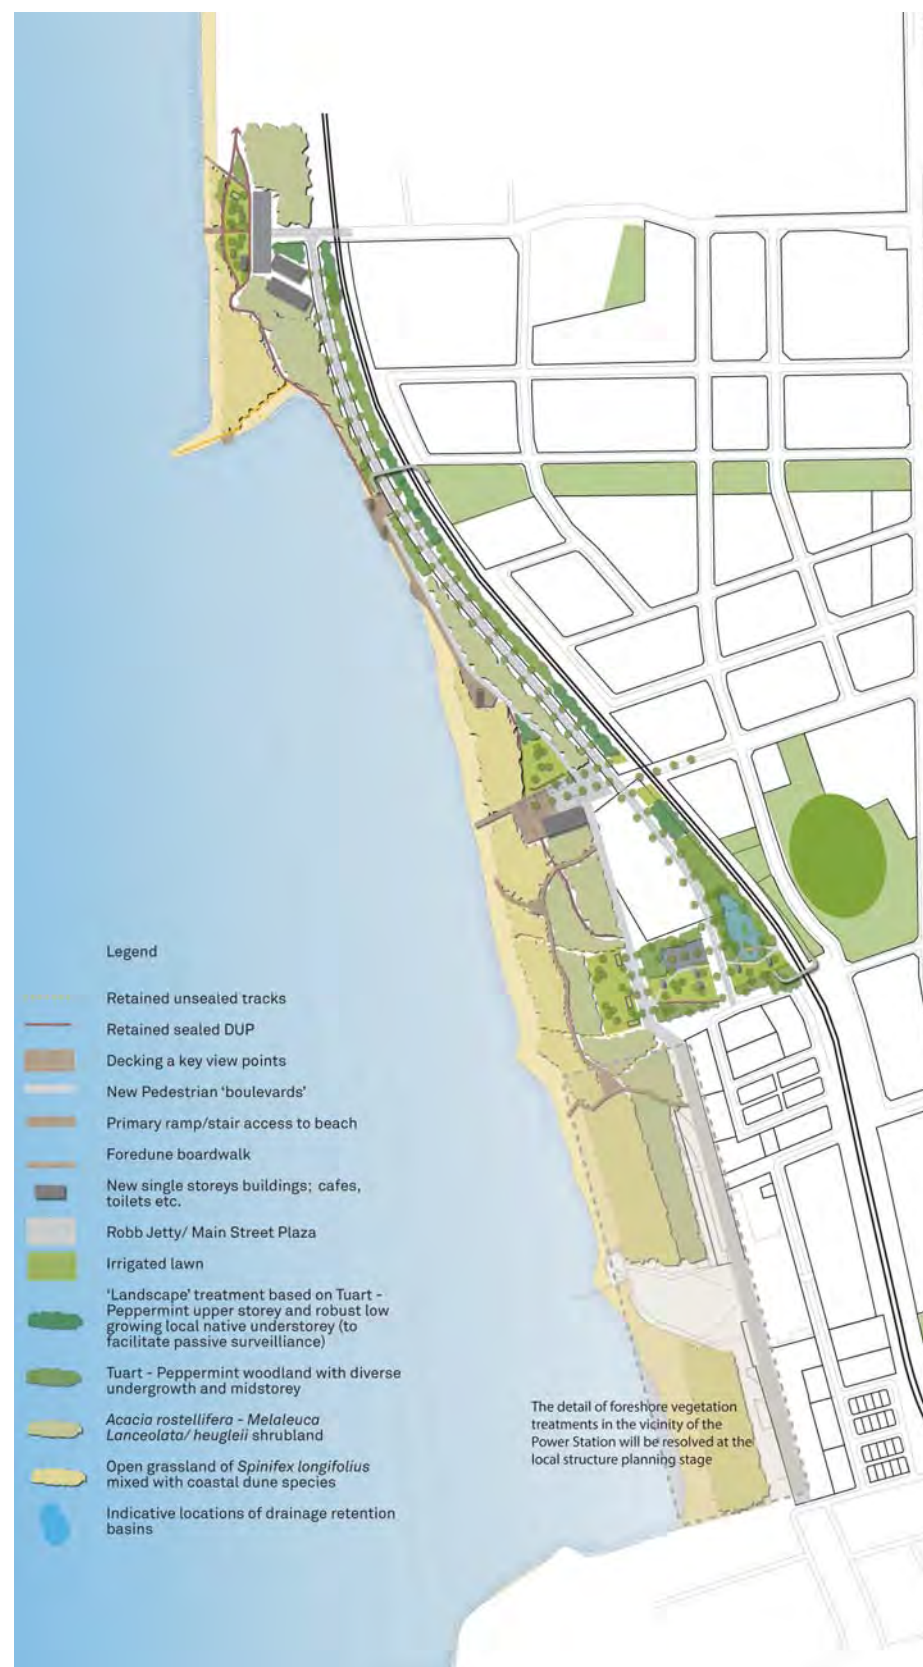 Legend
Retained unsealed tracks
Retained sealed DUP
Decking a key view points
New Pedestrian ‘boulevards’
Primary ramp/stair access to beach
Foredune boardwalk
New single storeys buildings; cafes,
toilets etc.
Robb Jetty/ Main Street Plaza
Irrigated lawn
‘Landscape’ treatment based on Tuart -
Peppermint upper storey and robust low
growing local native understorey (to
facilitate passive surveilliance)
Tuart - Peppermint woodland with diverse
undergrowth and midstorey
Acacia rostellifera - Melaleuca
Lanceolata/ heugleii shrubland
Open grassland of Spinifex longifolius
mixed with coastal dune species
Indicative locations of drainage retention
basins
The detail of foreshore vegetation
treatments in the vicinity of the
Power Station will be resolved at the
local structure planning stage